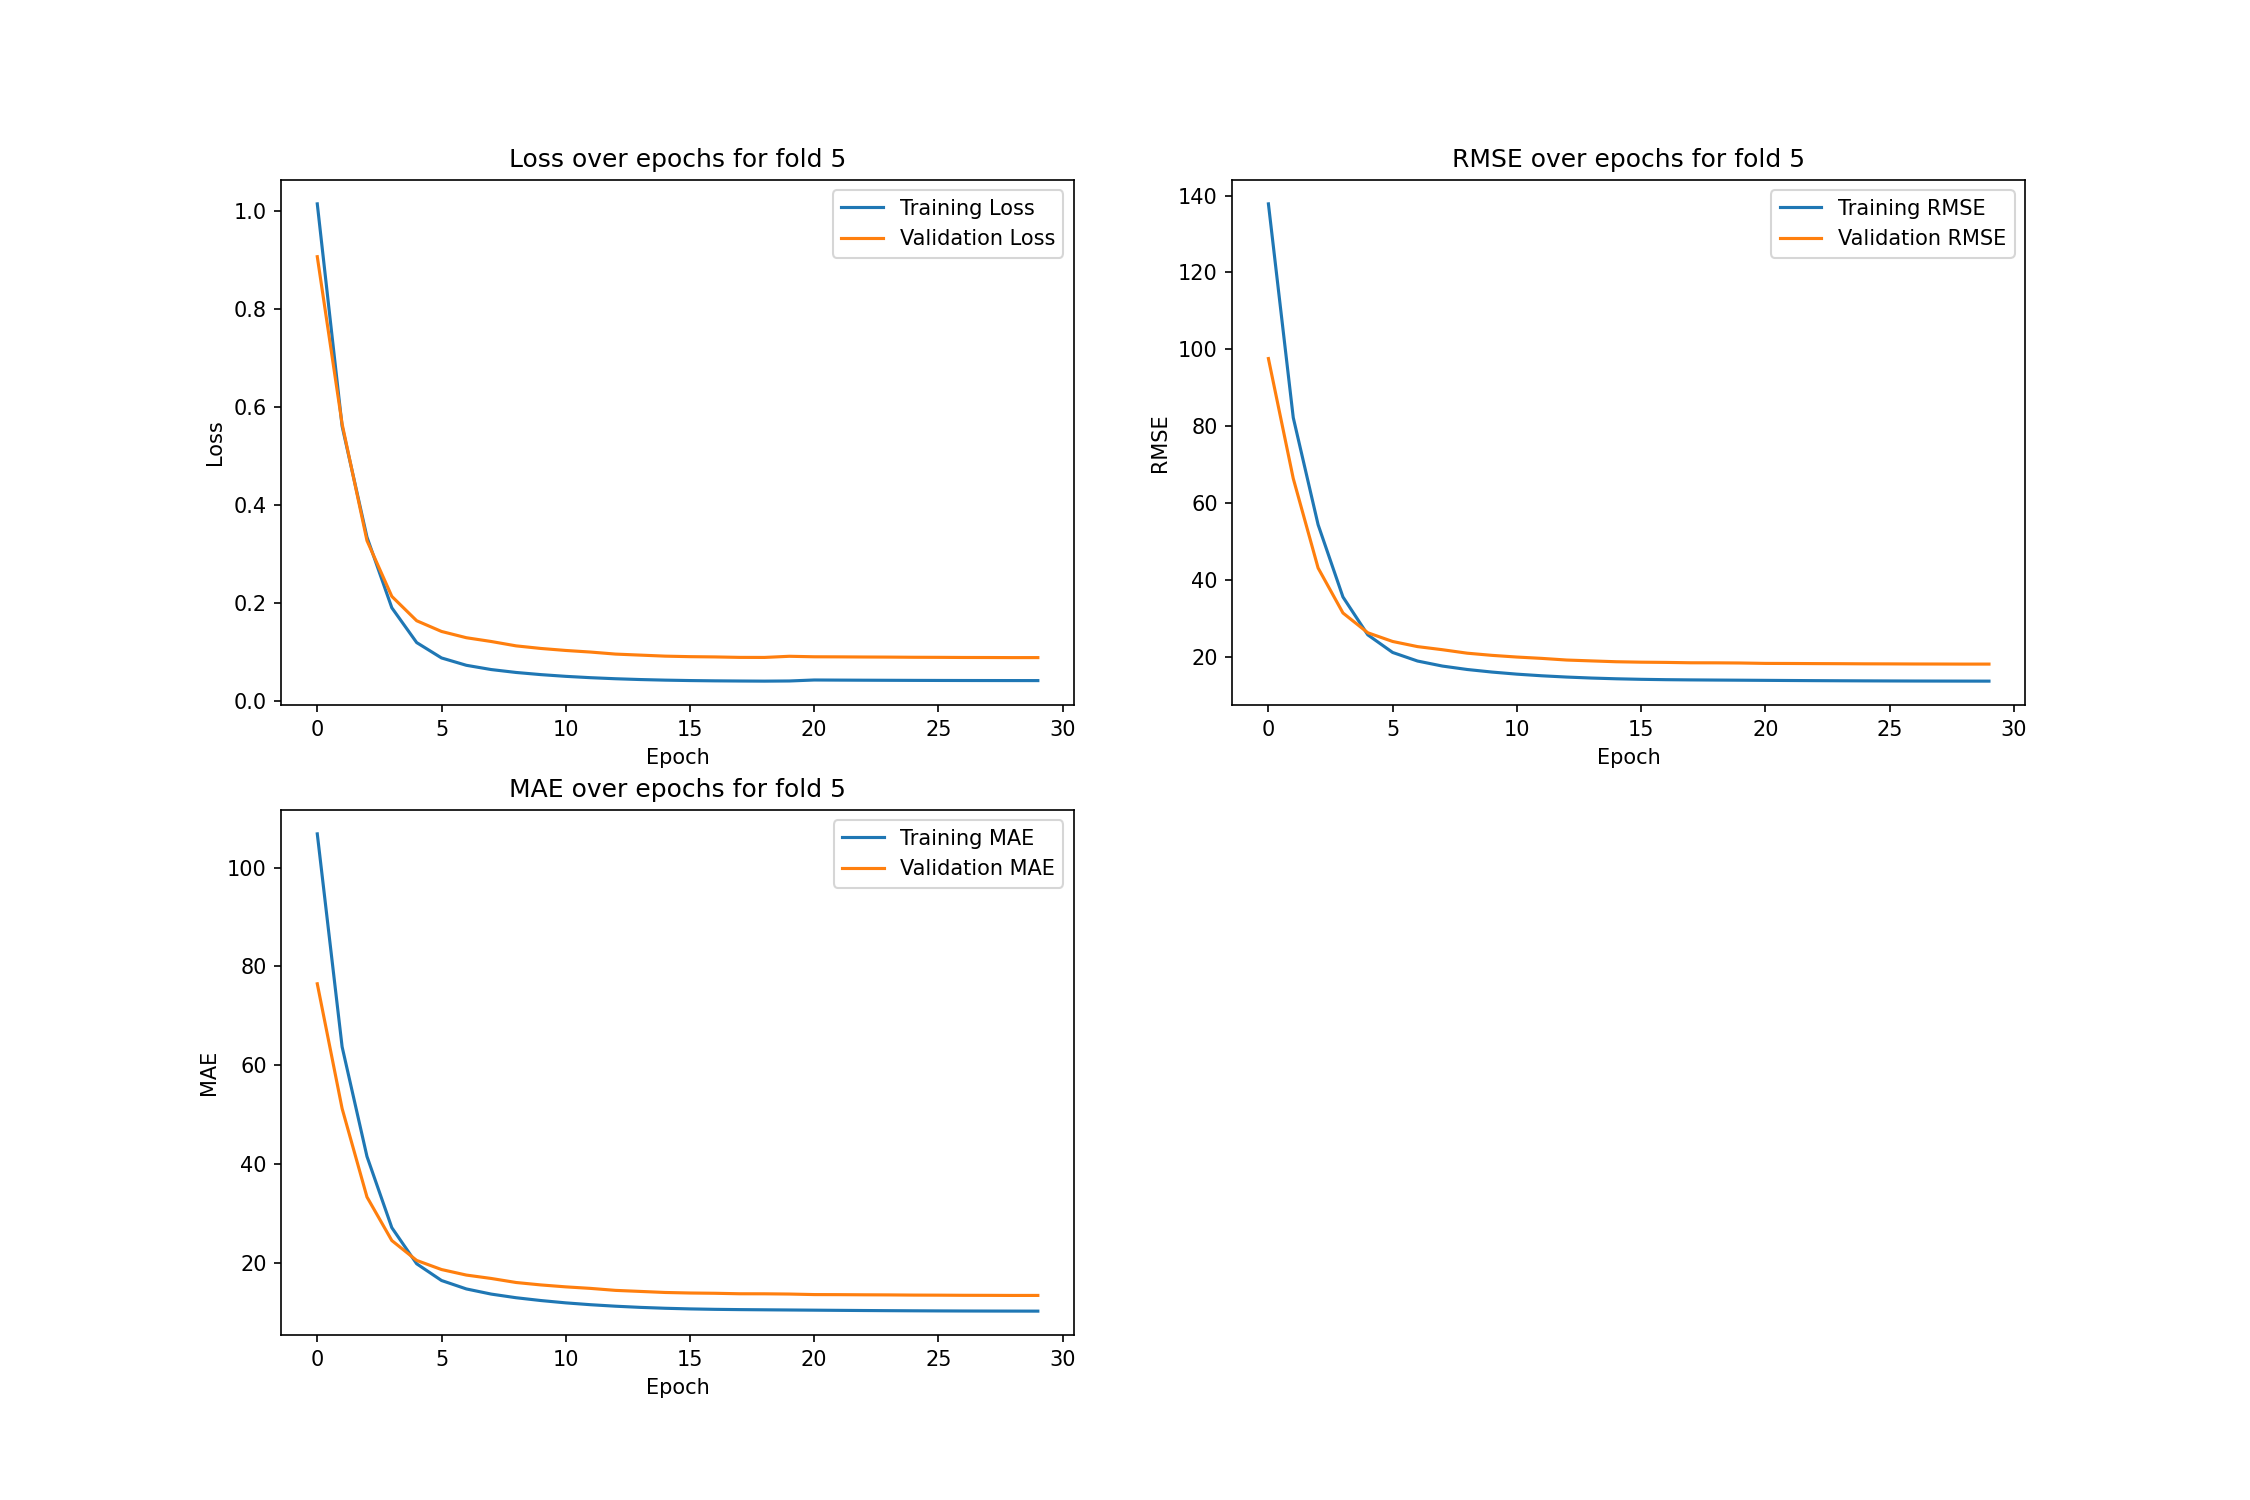 Loss over epochs for fold 5
1.0
0.8
0.6
0.4
0.2
0.0
Loss
Training Loss
Validation Loss
0 5 10 15 20 25 30
Epoch
RMSE over epochs for fold 5
140
120
100
80
60
40
20
RMSE
Training RMSE
Validation RMSE
0 5 10 15 20 25 30
Epoch
MAE over epochs for fold 5
100
80
60
40
20
MAE
Training MAE
Validation MAE
0 5 10 15 20 25 30
Epoch